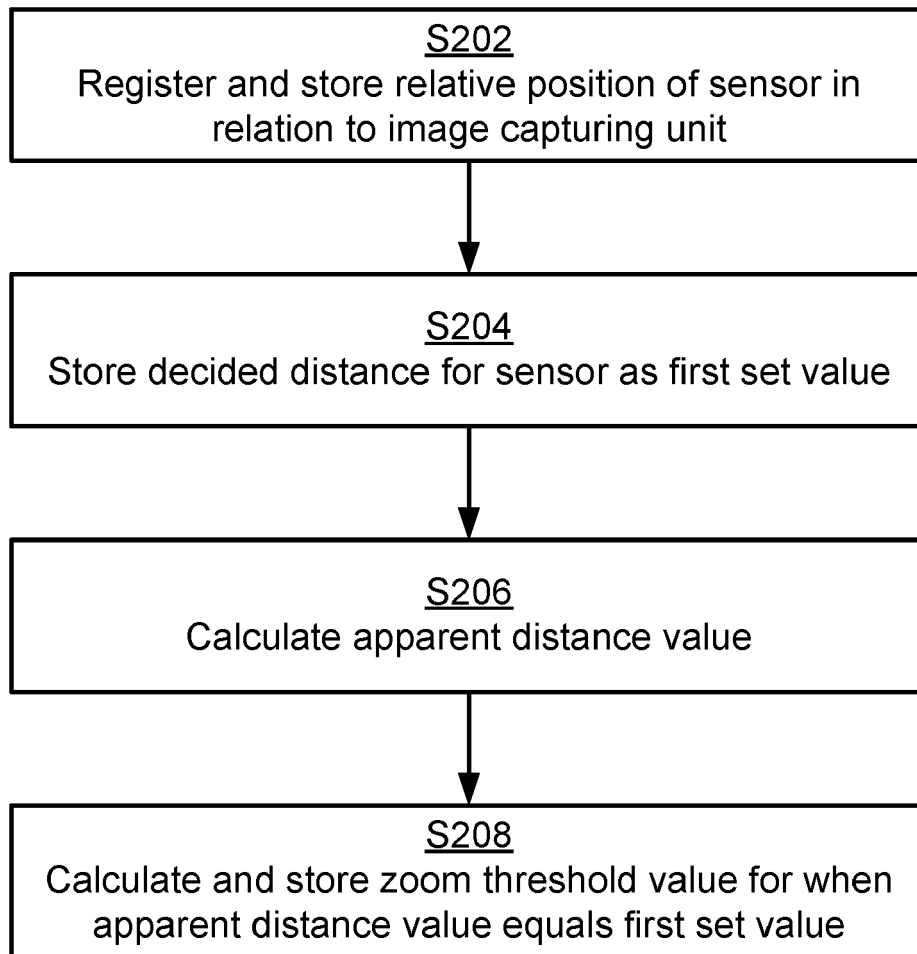 S202
Register and store relative position of sensor in
relation to image capturing unit
S204
Store decided distance for sensor as first set value
S206
Calculate apparent distance value
S208
Calculate and store zoom threshold value for when
apparent distance value equals first set value